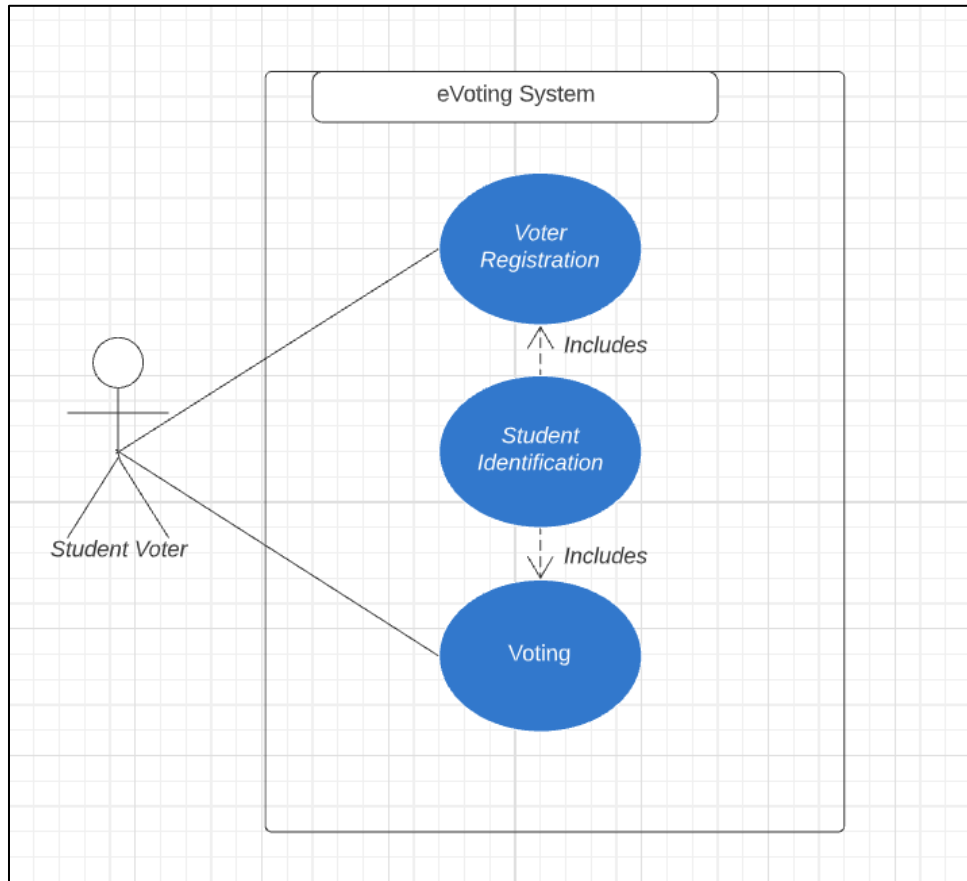 eVoting System
Voter
Registration
Includes
Student
Identification
Student Voter
Includes
Voting